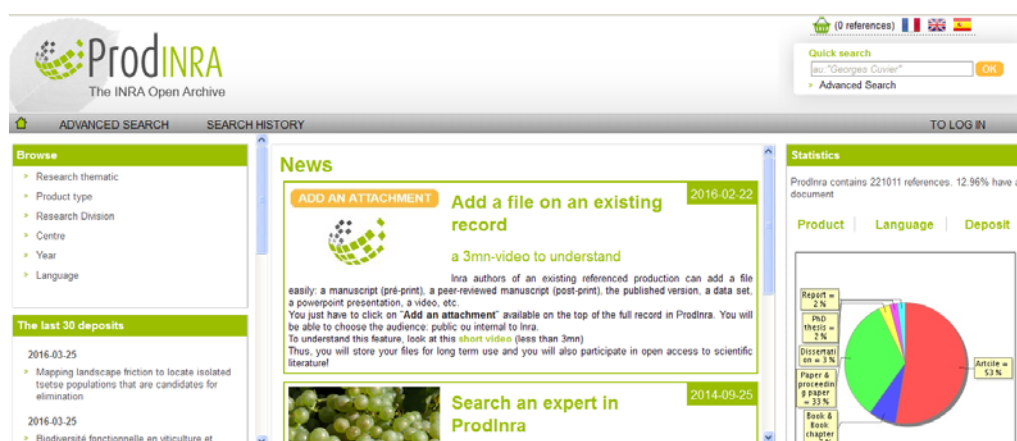 (0 references)
ProdINRA
The INRA Open Archive
Quick search
au:"Georges Cuvier"
OK
Advanced Search
ADVANCED SEARCH
SEARCH HISTORY
TO LOG IN
Browse
Research thematic
Product type
Research Division
Centre
Year
Language
The last 30 deposits
2016-03-25
Mapping landscape friction to locate isolated
tsetse populations that are candidates for
elimination
2016-03-25
Biodiversité fonctionnelle en viticulture et
News
ADD AN ATTACHMENT
2016-02-22
Add a file on an existing
record
a 3mn-video to understand
Inra authors of an existing referenced production can add a file
easily: a manuscript (pré-print), a peer-reviewed manuscript (post-print), the published version, a data set,
a powerpoint presentation, a video, etc.
You just have to click on "Add an attachment" available on the top of the full record in ProdInra. You will
be able to choose the audience: public ou internal to Inra.
To understand this feature, look at this short video (less than 3mn)
Thus, you will store your files for long term use and you will also participate in open access to scientific
literature!
2014-09-25
Search an expert in
ProdInra
Statistics
ProdInra contains 221011 references. 12.96% have a
document
Product
Language
Deposit
Report =
2 %
PhD
thesis =
2 %
Dissertati
on = 3 %
Paper &
proceedin
g paper
= 33 %
Book &
Book
chapter
Artcile =
53 %